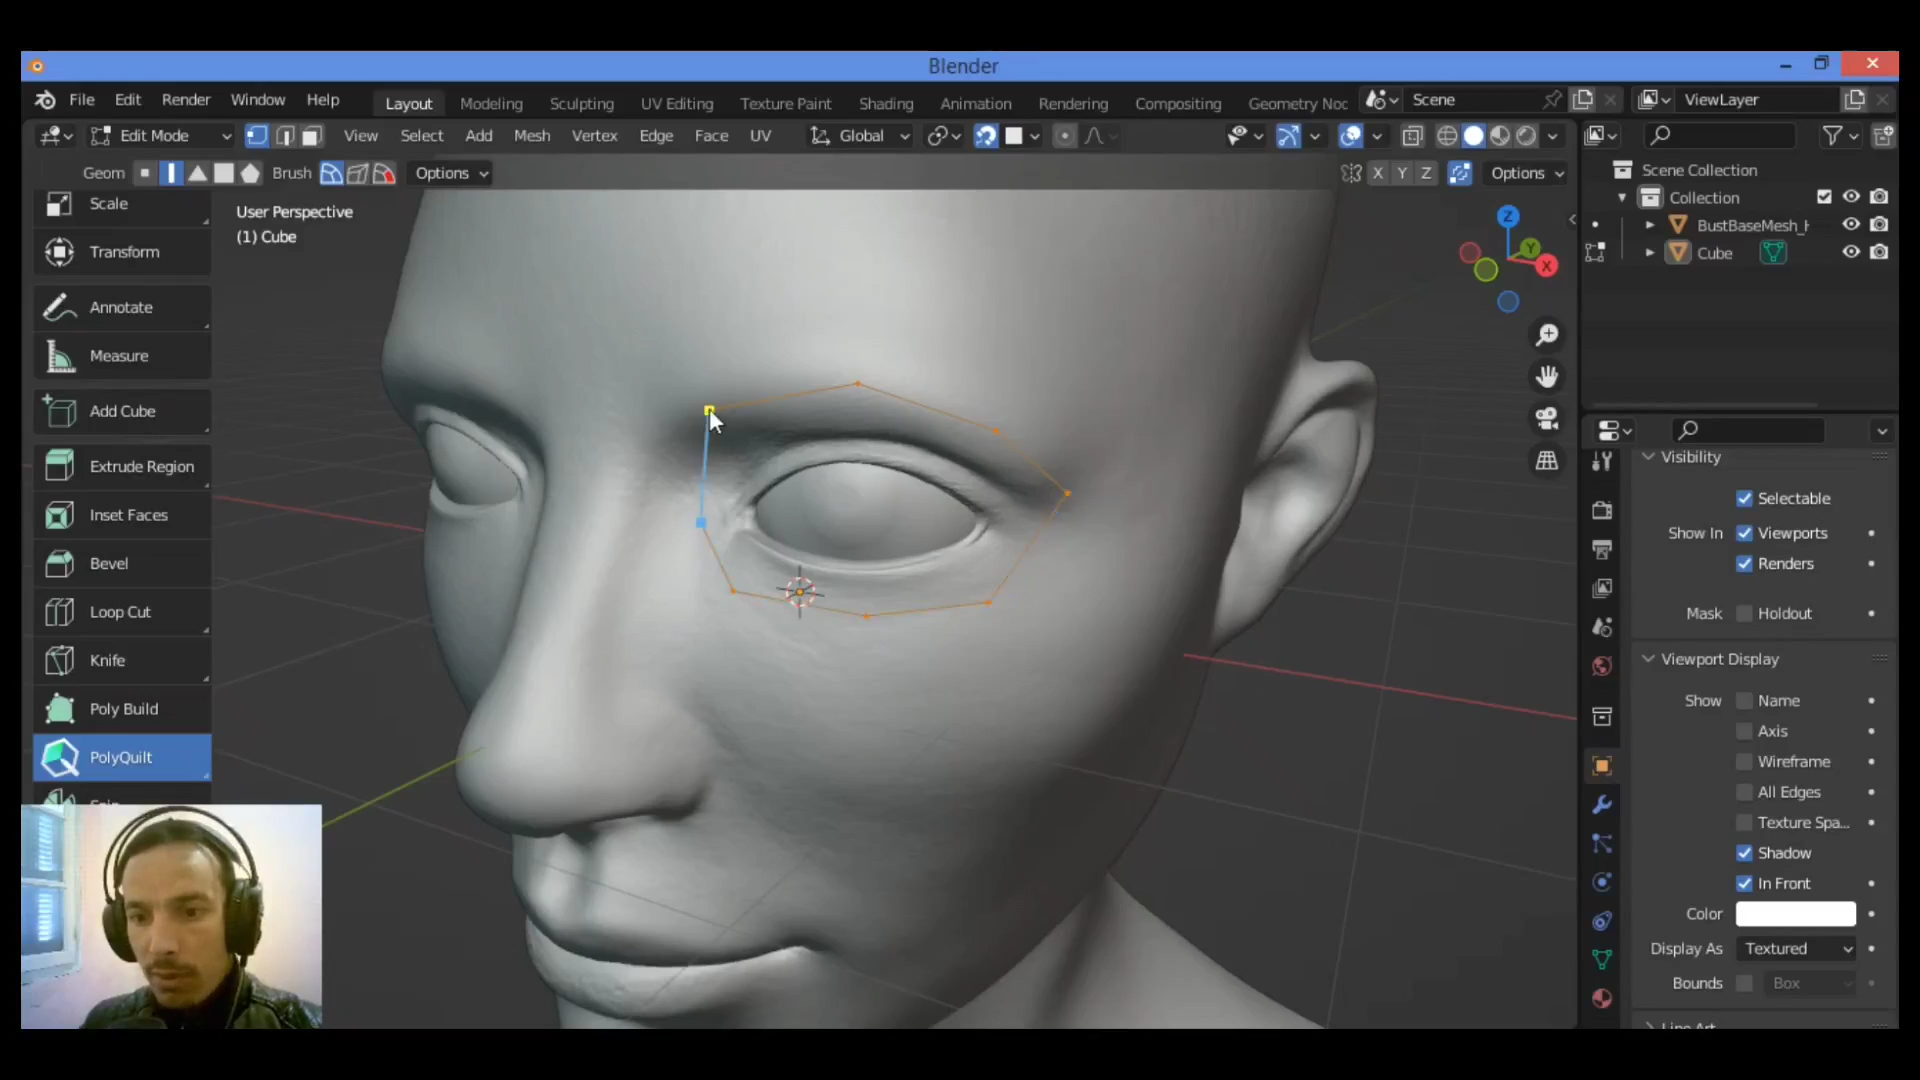 Blender
File Edit Render Window Help Layout Modeling Sculpting UV Editing Texture Paint Shading Animation Rendering Compositing Geometry Noc Scene ViewLayer
Edit Mode View Select Add Mesh Vertex Edge Face UV Global
Geom Brush Options X Y Z Options
Scale
Transform
Annotate
Measure
Add Cube
Extrude Region
Inset Faces
Bevel
Loop Cut
Knife
Poly Build
PolyQuilt
User Perspective
(1) Cube
Z
Y
X
Scene Collection
Collection
BustBaseMesh_
Cube
Visibility
Selectable
Show In Viewports
Renders
Mask Holdout
Viewport Display
Show Name
Axis
Wireframe
All Edges
Texture Spa...
Shadow
In Front
Color
Display As Textured
Bounds Box